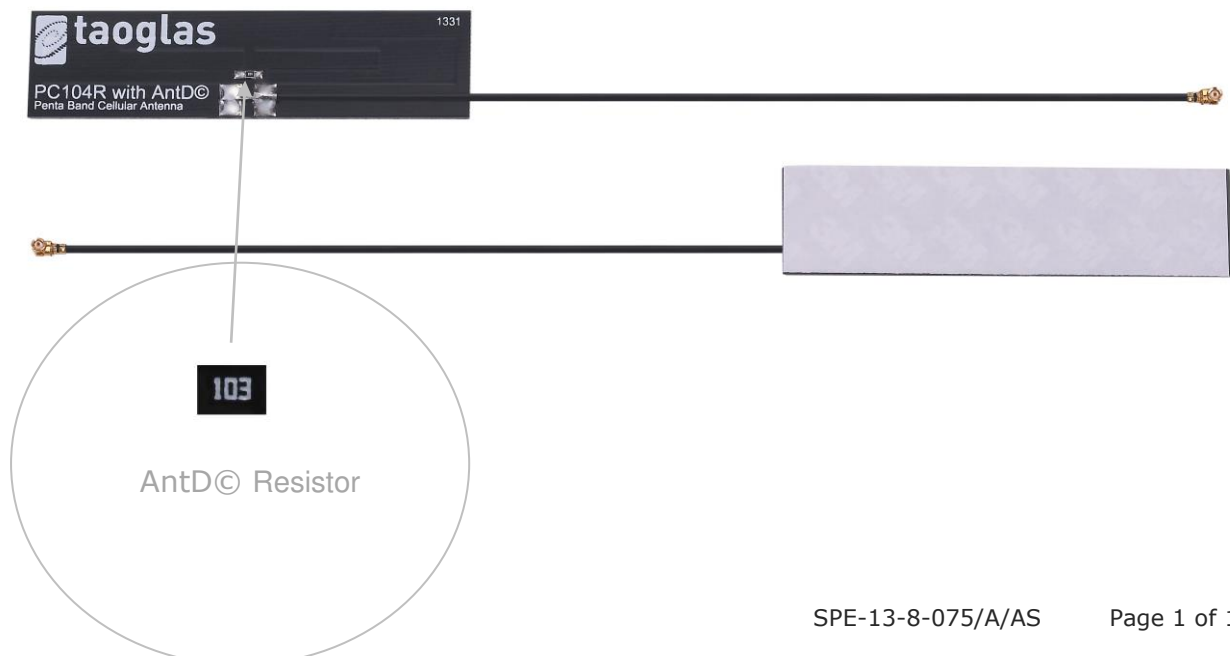 taoglas
1331
PC104R with AntD©
Penta Band Cellular Antenna
103
AntD© Resistor
SPE-13-8-075/A/AS Page 1 of